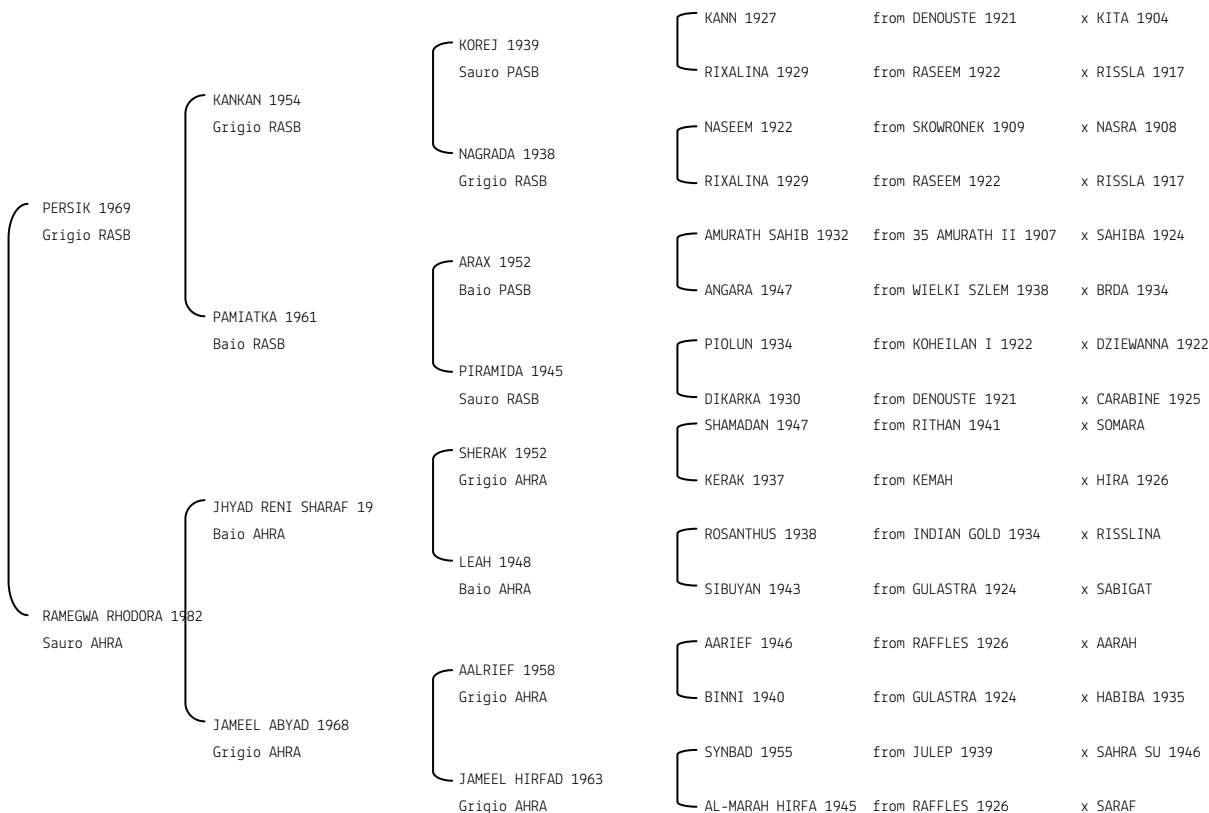 KANN 1927 from DENOUSTE 1921 x KITA 1904
KOREJ 1939
Sauro PASB
RIXALINA 1929 from RASEEM 1922 x RISSLA 1917
KANKAN 1954
Grigio RASB
NASEEM 1922 from SKOWRONEK 1909 x NASRA 1908
NAGRADA 1938
Grigio RASB
RIXALINA 1929 from RASEEM 1922 x RISSLA 1917
PERSIK 1969
Grigio RASB
AMURATH SAHIB 1932 from 35 AMURATH II 1907 x SAHIBA 1924
ARAX 1952
Baio PASB
ANGARA 1947 from WIELKI SZLEM 1938 x BRDA 1934
PAMIATKA 1961
Baio RASB
PIOLUN 1934 from KOHEILAN I 1922 x DZIEWANNA 1922
PIRAMIDA 1945
Sauro RASB
DIKARKA 1930 from DENOUSTE 1921 x CARABINE 1925
SHAMADAN 1947 from RITHAN 1941 x SOMARA
SHERAK 1952
Grigio AHRA
KERAK 1937 from KEMAH x HIRA 1926
JHYAD RENI SHARAF 19
Baio AHRA
ROSANTHUS 1938 from INDIAN GOLD 1934 x RISSLINA
LEAH 1948
Baio AHRA
SIBUYAN 1943 from GULASTRA 1924 x SABIGAT
RAMEGWA RHODORA 1982
Sauro AHRA
AARIEF 1946 from RAFFLES 1926 x AARAH
AALRIEF 1958
Grigio AHRA
BINNI 1940 from GULASTRA 1924 x HABIBA 1935
JAMEEL ABYAD 1968
Grigio AHRA
SYNBAD 1955 from JULEP 1939 x SAHRA SU 1946
JAMEEL HIRFAD 1963
Grigio AHRA
AL-MARAH HIRFA 1945 from RAFFLES 1926 x SARAF